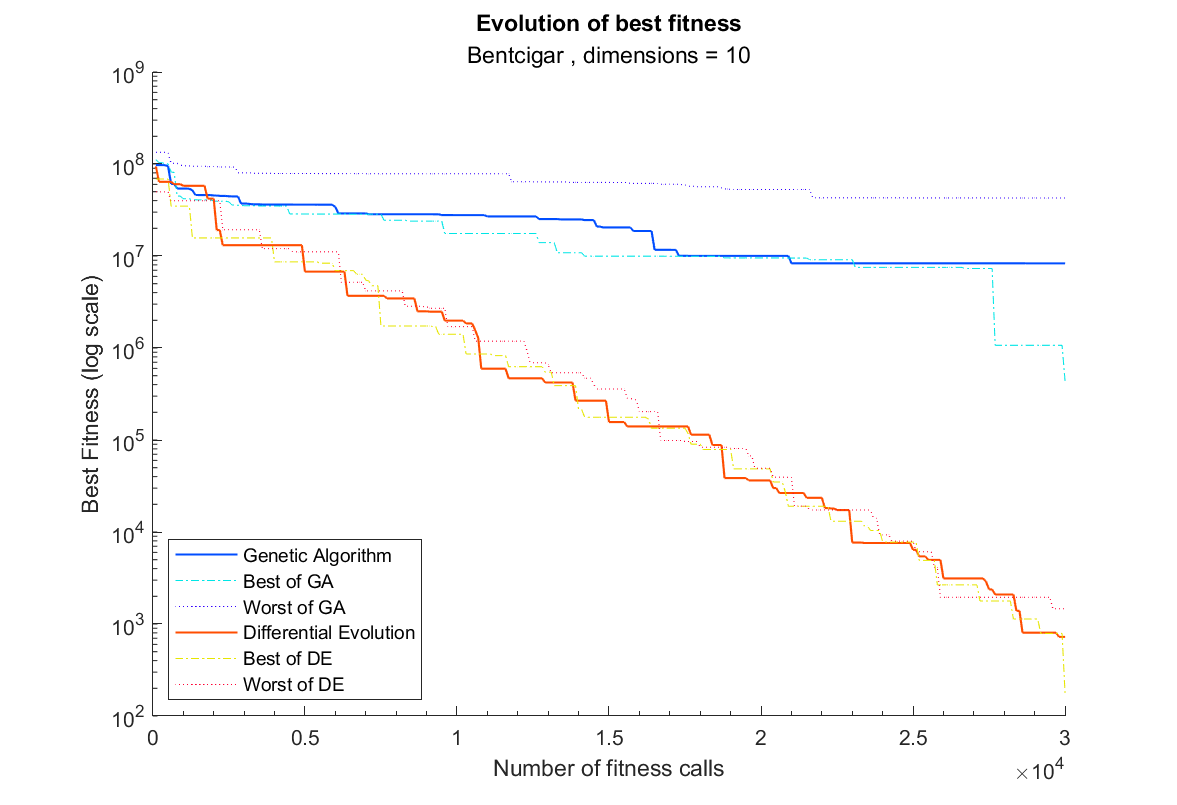 Evolution of best fitness
Bentcigar , dimensions = 10
10^9
10^8
10^7
10^6
10^5
10^4
10^3
10^2
Best Fitness (log scale)
Genetic Algorithm
Best of GA
Worst of GA
Differential Evolution
Best of DE
Worst of DE
0 0.5 1 1.5 2 2.5 3
Number of fitness calls
×10^4